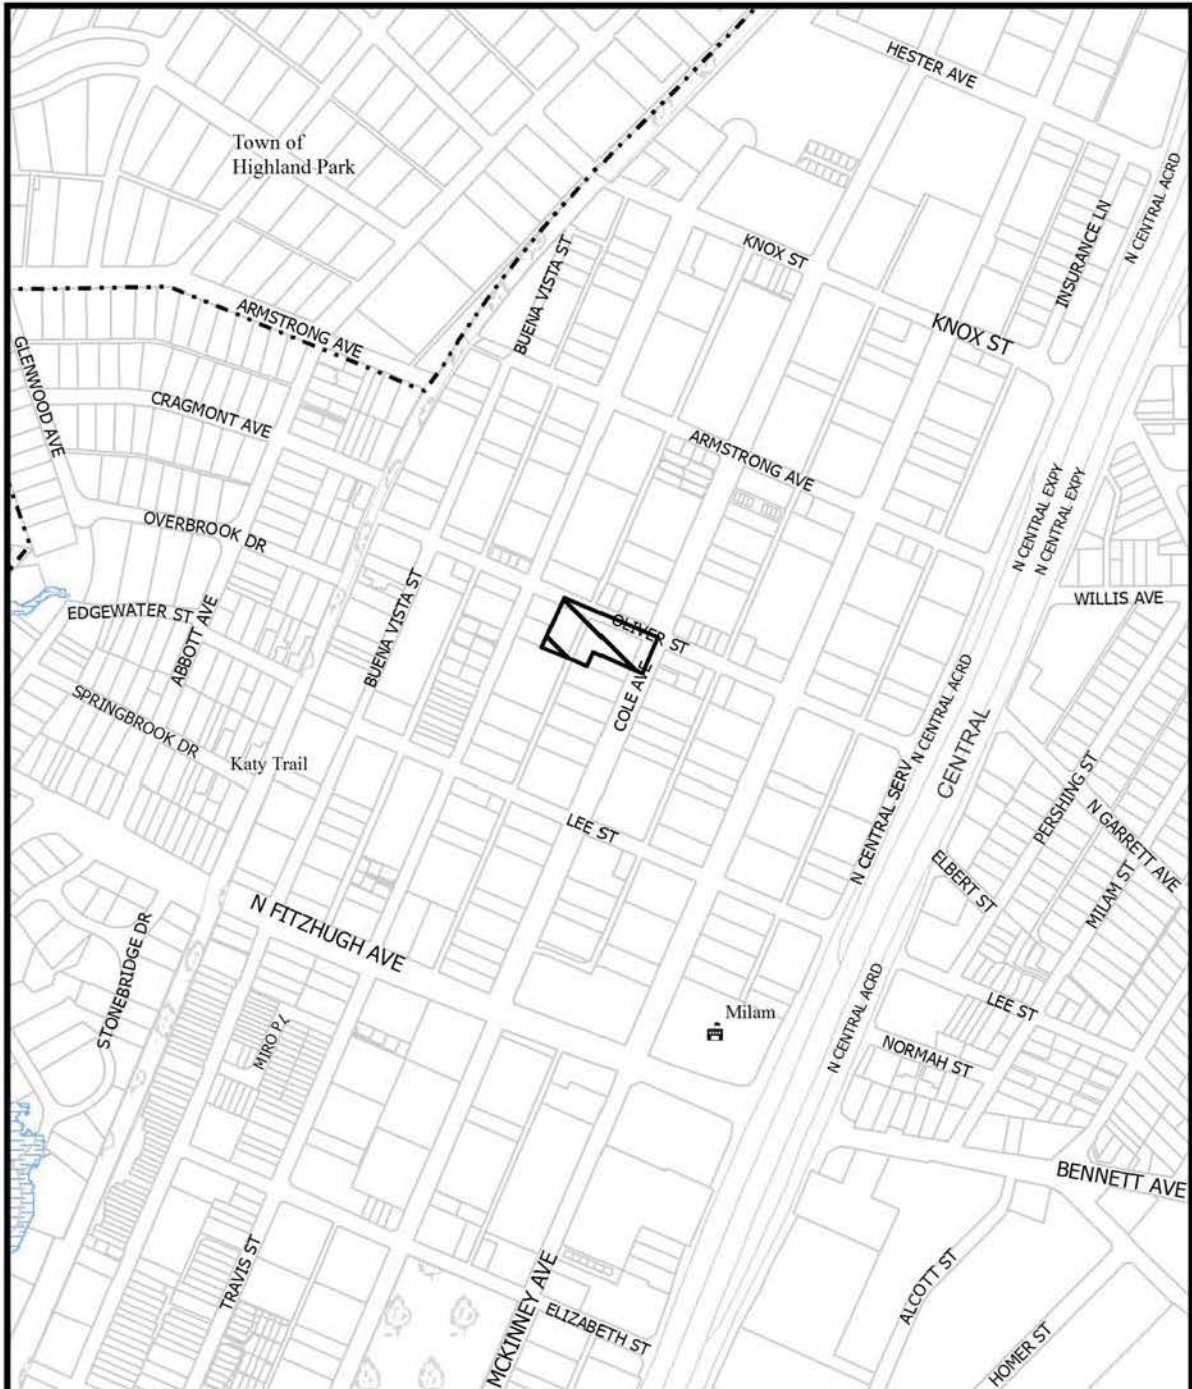 HESTER AVE
Town of
Highland Park
N CENTRAL ACRD
INSURANCE LN
KNOX ST
BUENA VISTA ST
ARMSTRONG AVE
KNOX ST
GLENWOOD AVE
CRAGMONT AVE
ARMSTRONG AVE
OVERBROOK DR
N CENTRAL EXPY
N CENTRAL EXPY
WILLIS AVE
EDGEWATER ST
ABBOTT AVE
BUENA VISTA ST
OLIVER ST
COLE AVE
N CENTRAL ACRD
SPRINGBROOK DR
Katy Trail
CENTRAL
PERSHING ST
N GARRETT AVE
LEE ST
N CENTRAL SERV
ELBERT ST
MILAM ST
N FITZHUGH AVE
STONEBRIDGE DR
MIRO PL
Milam
N CENTRAL ACRD
LEE ST
NORMAH ST
BENNETT AVE
TRAVIS ST
MCKINNEY AVE
ELIZABETH ST
ALCOTT ST
HOMER ST